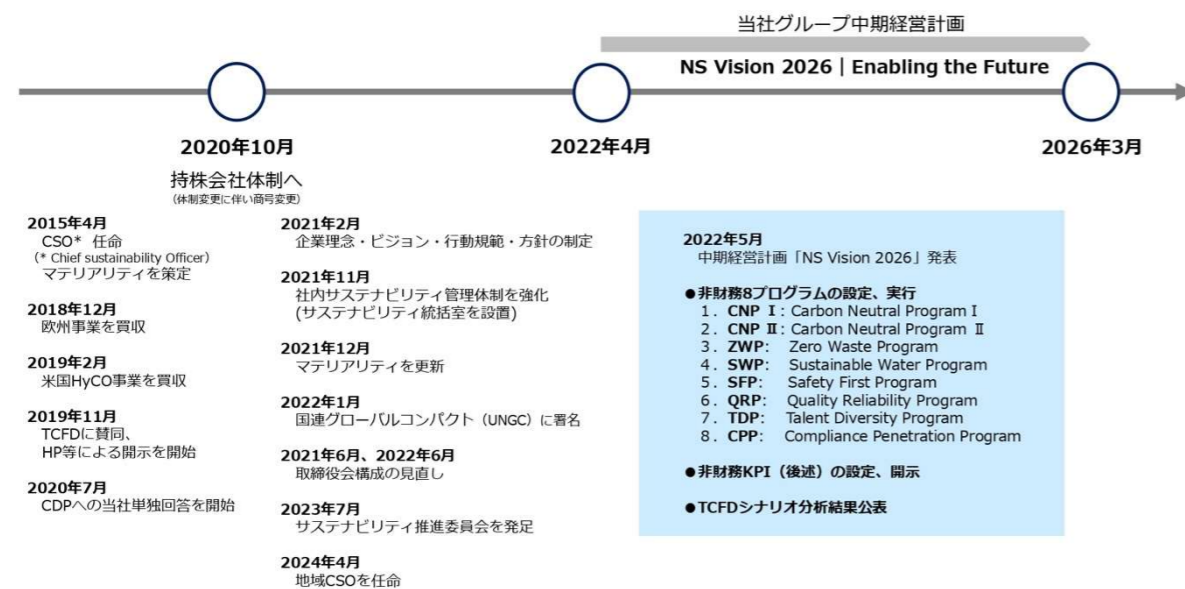 当社グループ中期経営計画
NS Vision 2026 | Enabling the Future
2020年10月
2022年4月
2026年3月
持株会社体制へ
(体制変更に伴い商号変更)
2015年4月
CSO* 任命
(* Chief sustainability Officer)
マテリアリティを策定
2018年12月
欧州事業を買収
2019年2月
米国HyCO事業を買収
2019年11月
TCFDに賛同、
HP等による開示を開始
2020年7月
CDPへの当社単独回答を開始
2021年2月
企業理念・ビジョン・行動規範・方針の制定
2021年11月
社内サステナビリティ管理体制を強化
(サステナビリティ統括室を設置)
2021年12月
マテリアリティを更新
2022年1月
国連グローバルコンパクト（UNGC）に署名
2021年6月、2022年6月
取締役会構成の見直し
2023年7月
サステナビリティ推進委員会を発足
2024年4月
地域CSOを任命
2022年5月
中期経営計画「NS Vision 2026」発表
●非財務8プログラムの設定、実行
1．CNP Ⅰ：Carbon Neutral Program Ⅰ
2．CNP Ⅱ：Carbon Neutral Program Ⅱ
3．ZWP： Zero Waste Program
4．SWP： Sustainable Water Program
5．SFP： Safety First Program
6．QRP： Quality Reliability Program
7．TDP： Talent Diversity Program
8．CPP： Compliance Penetration Program
●非財務KPI（後述）の設定、開示
●TCFDシナリオ分析結果公表